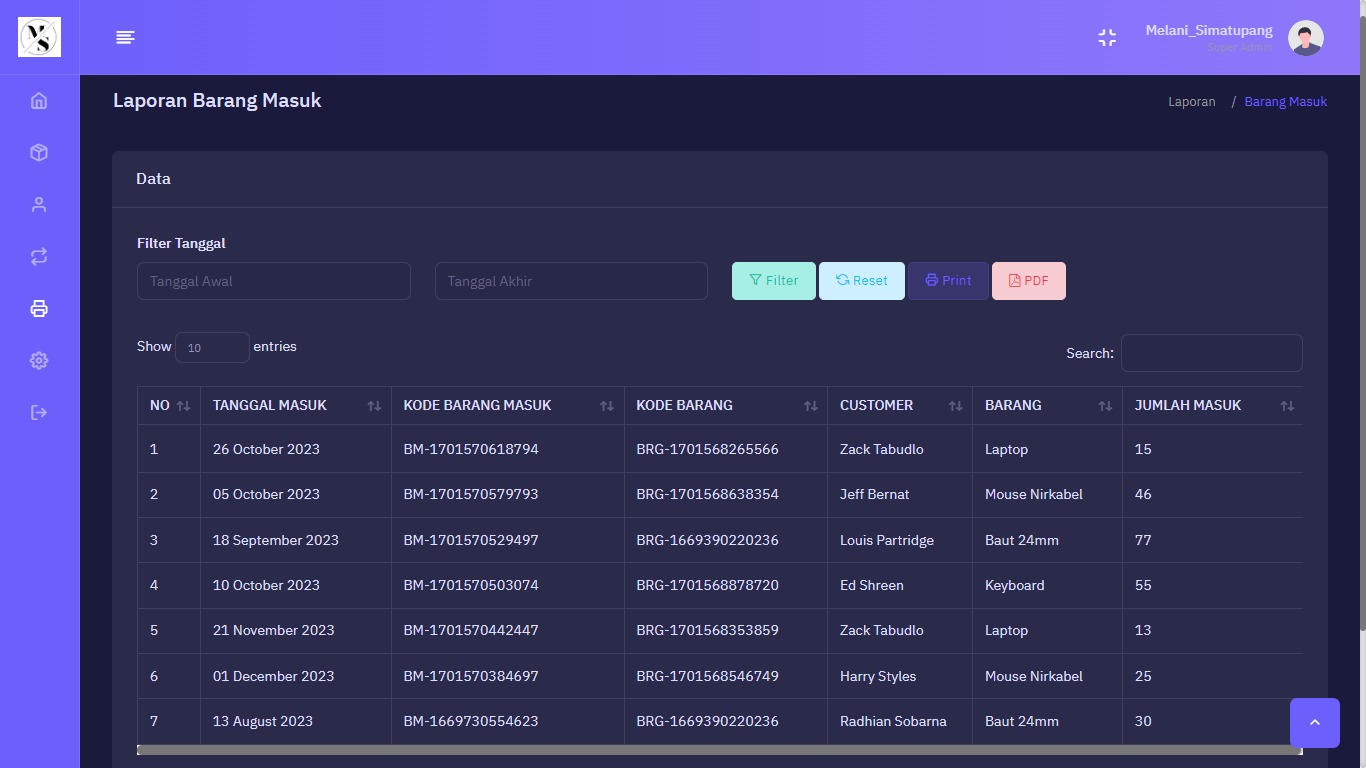 MS
Melani_Simatupang
Super Admin
Laporan Barang Masuk
Laporan / Barang Masuk
Data
Filter Tanggal
Tanggal Awal Tanggal Akhir Filter Reset Print PDF
Show 10 entries Search:
NO TANGGAL MASUK KODE BARANG MASUK KODE BARANG CUSTOMER BARANG JUMLAH MASUK
1 26 October 2023 BM-1701570618794 BRG-1701568265566 Zack Tabudlo Laptop 15
2 05 October 2023 BM-1701570579793 BRG-1701568638354 Jeff Bernat Mouse Nirkabel 46
3 18 September 2023 BM-1701570529497 BRG-1669390220236 Louis Partridge Baut 24mm 77
4 10 October 2023 BM-1701570503074 BRG-1701568878720 Ed Shreen Keyboard 55
5 21 November 2023 BM-1701570442447 BRG-1701568353859 Zack Tabudlo Laptop 13
6 01 December 2023 BM-1701570384697 BRG-1701568546749 Harry Styles Mouse Nirkabel 25
7 13 August 2023 BM-1669730554623 BRG-1669390220236 Radhian Sobarna Baut 24mm 30